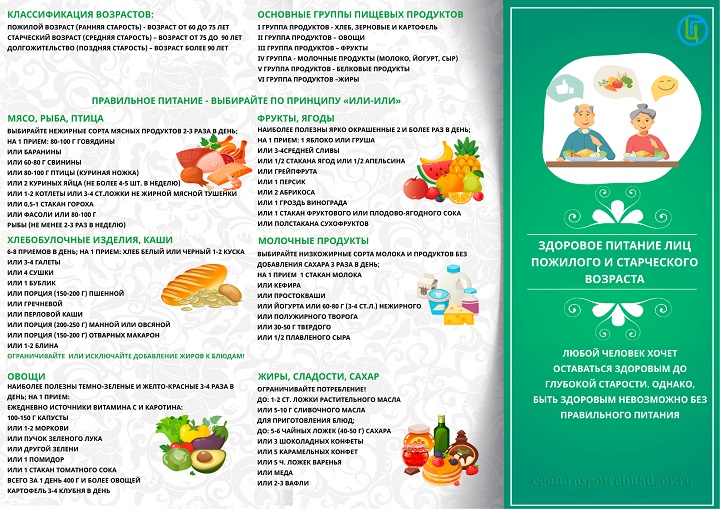 КЛАССИФИКАЦИЯ ВОЗРАСТОВ:
ПОЖИЛОЙ ВОЗРАСТ (РАННЯЯ СТАРОСТЬ) - ВОЗРАСТ ОТ 60 ДО 75 ЛЕТ
СТАРЧЕСКИЙ ВОЗРАСТ (СРЕДНЯЯ СТАРОСТЬ) – ВОЗРАСТ ОТ 75 ДО 90 ЛЕТ
ДОЛГОЖИТЕЛЬСТВО (ПОЗДНЯЯ СТАРОСТЬ) – ВОЗРАСТ БОЛЕЕ 90 ЛЕТ
ОСНОВНЫЕ ГРУППЫ ПИЩЕВЫХ ПРОДУКТОВ
I ГРУППА ПРОДУКТОВ - ХЛЕБ, ЗЕРНОВЫЕ И КАРТОФЕЛЬ
II ГРУППА ПРОДУКТОВ – ОВОЩИ
III ГРУППА ПРОДУКТОВ – ФРУКТЫ
IV ГРУППА - МОЛОЧНЫЕ ПРОДУКТЫ (МОЛОКО, ЙОГУРТ, СЫР)
V ГРУППА ПРОДУКТОВ - БЕЛКОВЫЕ ПРОДУКТЫ
VI ГРУППА ПРОДУКТОВ –ЖИРЫ
ПРАВИЛЬНОЕ ПИТАНИЕ - ВЫБИРАЙТЕ ПО ПРИНЦИПУ «ИЛИ-ИЛИ»
МЯСО, РЫБА, ПТИЦА
ВЫБИРАЙТЕ НЕЖИРНЫЕ СОРТА МЯСНЫХ ПРОДУКТОВ 2-3 РАЗА В ДЕНЬ;
НА 1 ПРИЕМ: 80-100 Г ГОВЯДИНЫ
ИЛИ БАРАНИНЫ
ИЛИ 60-80 Г СВИНИНЫ
ИЛИ 80-100 Г ПТИЦЫ (КУРИНАЯ НОЖКА)
ИЛИ 2 КУРИНЫХ ЯЙЦА (НЕ БОЛЕЕ 4-5 ШТ. В НЕДЕЛЮ)
ИЛИ 1-2 КОТЛЕТЫ ИЛИ 3-4 СТ.ЛОЖКИ НЕ ЖИРНОЙ МЯСНОЙ ТУШЕНКИ
ИЛИ 0,5-1 СТАКАН ГОРОХА
ИЛИ ФАСОЛИ ИЛИ 80-100 Г
РЫБЫ (НЕ МЕНЕЕ 2-3 РАЗ В НЕДЕЛЮ)
ХЛЕБОБУЛОЧНЫЕ ИЗДЕЛИЯ, КАШИ
6-8 ПРИЕМОВ В ДЕНЬ; НА 1 ПРИЕМ: ХЛЕБ БЕЛЫЙ ИЛИ ЧЕРНЫЙ 1-2 КУСКА
ИЛИ 3-4 ГАЛЕТЫ
ИЛИ 4 СУШКИ
ИЛИ 1 БУБЛИК
ИЛИ ПОРЦИЯ (150-200 Г) ПШЕННОЙ
ИЛИ ГРЕЧНЕВОЙ
ИЛИ ПЕРЛОВОЙ КАШИ
ИЛИ ПОРЦИЯ (200-250 Г) МАННОЙ ИЛИ ОВСЯНОЙ
ИЛИ ПОРЦИЯ (150-200 Г) ОТВАРНЫХ МАКАРОН
ИЛИ 1-2 БЛИНА
ОГРАНИЧИВАЙТЕ ИЛИ ИСКЛЮЧАЙТЕ ДОБАВЛЕНИЕ ЖИРОВ К БЛЮДАМ!
ОВОЩИ
НАИБОЛЕЕ ПОЛЕЗНЫ ТЕМНО-ЗЕЛЕНЫЕ И ЖЕЛТО-КРАСНЫЕ 3-4 РАЗА В
ДЕНЬ; НА 1 ПРИЕМ:
ЕЖЕДНЕВНО ИСТОЧНИКИ ВИТАМИНА С И КАРОТИНА:
100-150 Г КАПУСТЫ
ИЛИ 1-2 МОРКОВИ
ИЛИ ПУЧОК ЗЕЛЕНОГО ЛУКА
ИЛИ ДРУГОЙ ЗЕЛЕНИ
ИЛИ 1 ПОМИДОР
ИЛИ 1 СТАКАН ТОМАТНОГО СОКА
ВСЕГО ЗА 1 ДЕНЬ 400 Г И БОЛЕЕ ОВОЩЕЙ
КАРТОФЕЛЬ 3-4 КЛУБНЯ В ДЕНЬ
ФРУКТЫ, ЯГОДЫ
НАИБОЛЕЕ ПОЛЕЗНЫ ЯРКО ОКРАШЕННЫЕ 2 И БОЛЕЕ РАЗ В ДЕНЬ;
НА 1 ПРИЕМ: 1 ЯБЛОКО ИЛИ ГРУША
ИЛИ 3-4СРЕДНЕЙ СЛИВЫ
ИЛИ 1/2 СТАКАНА ЯГОД ИЛИ 1/2 АПЕЛЬСИНА
ИЛИ ГРЕЙПФРУТА
ИЛИ 1 ПЕРСИК
ИЛИ 2 АБРИКОСА
ИЛИ 1 ГРОЗДЬ ВИНОГРАДА
ИЛИ 1 СТАКАН ФРУКТОВОГО ИЛИ ПЛОДОВО-ЯГОДНОГО СОКА
ИЛИ ПОЛСТАКАНА СУХОФРУКТОВ
МОЛОЧНЫЕ ПРОДУКТЫ
ВЫБИРАЙТЕ НИЗКОЖИРНЫЕ СОРТА МОЛОКА И ПРОДУКТОВ БЕЗ
ДОБАВЛЕНИЯ САХАРА 3 РАЗА В ДЕНЬ;
НА 1 ПРИЕМ 1 СТАКАН МОЛОКА
ИЛИ КЕФИРА
ИЛИ ПРОСТОКВАШИ
ИЛИ ЙОГУРТА ИЛИ 60-80 Г (3-4 СТ.Л.) НЕЖИРНОГО
ИЛИ ПОЛУЖИРНОГО ТВОРОГА
ИЛИ 30-50 Г ТВЕРДОГО
ИЛИ 1/2 ПЛАВЛЕНОГО СЫРА
ЖИРЫ, СЛАДОСТИ, САХАР
ОГРАНИЧИВАЙТЕ ПОТРЕБЛЕНИЕ!
ДО: 1-2 СТ. ЛОЖКИ РАСТИТЕЛЬНОГО МАСЛА
ИЛИ 5-10 Г СЛИВОЧНОГО МАСЛА
ДЛЯ ПРИГОТОВЛЕНИЯ БЛЮД;
ДО: 5-6 ЧАЙНЫХ ЛОЖЕК (40-50 Г) САХАРА
ИЛИ 3 ШОКОЛАДНЫХ КОНФЕТЫ
ИЛИ 5 КАРАМЕЛЬНЫХ КОНФЕТ
ИЛИ 5 Ч. ЛОЖЕК ВАРЕНЬЯ
ИЛИ МЕДА
ИЛИ 2-3 ВАФЛИ
ЗДОРОВОЕ ПИТАНИЕ ЛИЦ
ПОЖИЛОГО И СТАРЧЕСКОГО
ВОЗРАСТА
ЛЮБОЙ ЧЕЛОВЕК ХОЧЕТ
ОСТАВАТЬСЯ ЗДОРОВЫМ ДО
ГЛУБОКОЙ СТАРОСТИ. ОДНАКО,
БЫТЬ ЗДОРОВЫМ НЕВОЗМОЖНО БЕЗ
ПРАВИЛЬНОГО ПИТАНИЯ
cgon.rospotrebnadzor.ru